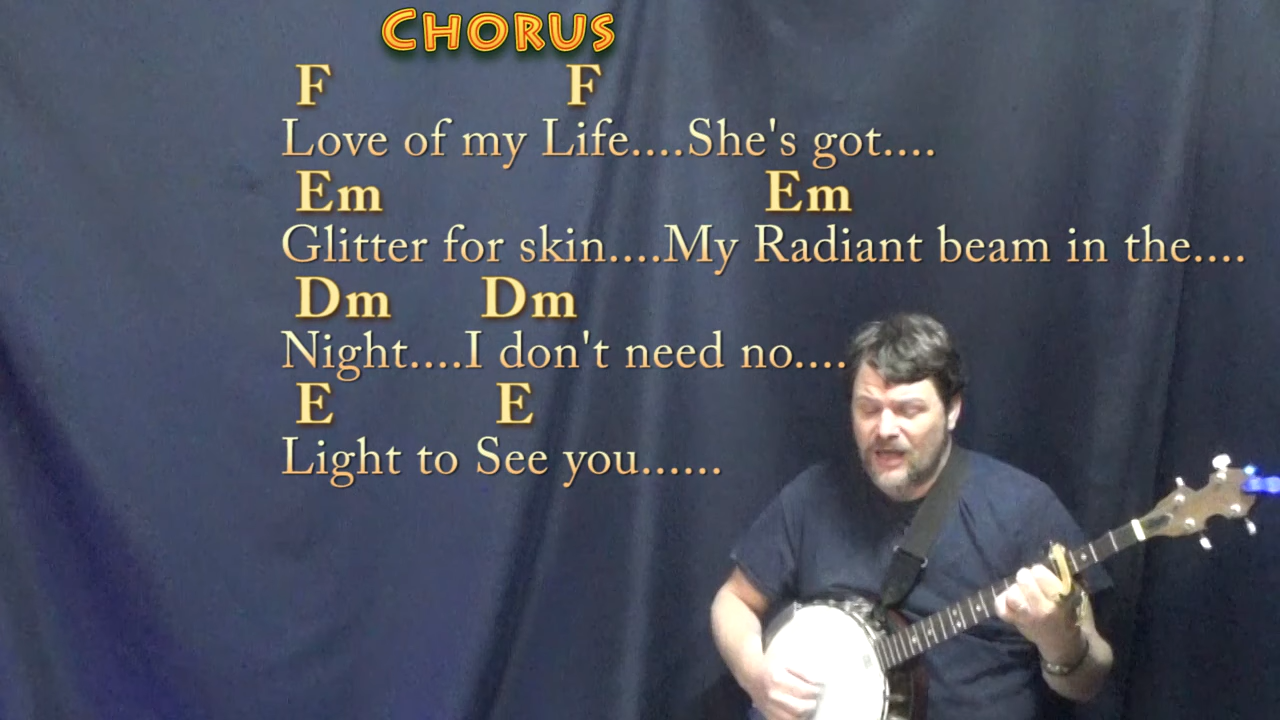 CHORUS
F F
Love of my Life....She's got....
Em Em
Glitter for skin....My Radiant beam in the....
Dm Dm
Night....I don't need no....
E E
Light to See you......